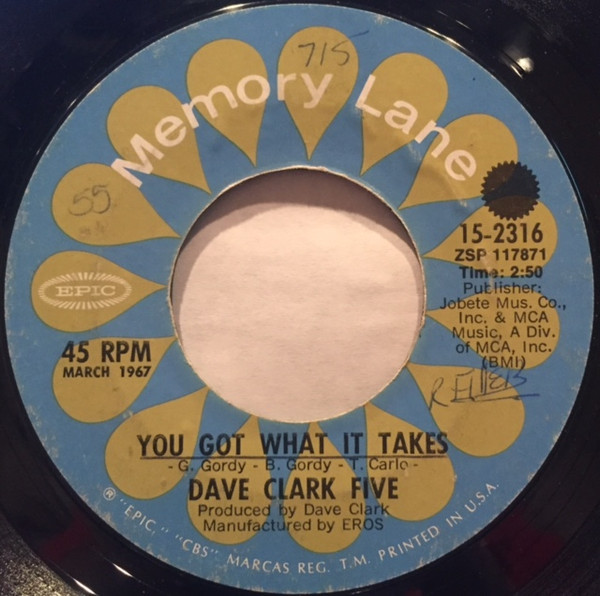 715
Memory Lane
55
EPIC
15-2316
ZSP 117871
Time: 2:50
Publisher:
Jobete Mus. Co.,
Inc. & MCA
Music, A Div.
of MCA, Inc.
(BMI)
45 RPM
MARCH 1967
YOU GOT WHAT IT TAKES
- G. Gordy - B. Gordy - T. Carlo -
DAVE CLARK FIVE
Produced by Dave Clark
Manufactured by EROS
® "EPIC," "CBS" MARCAS REG. T.M. PRINTED IN U.S.A.